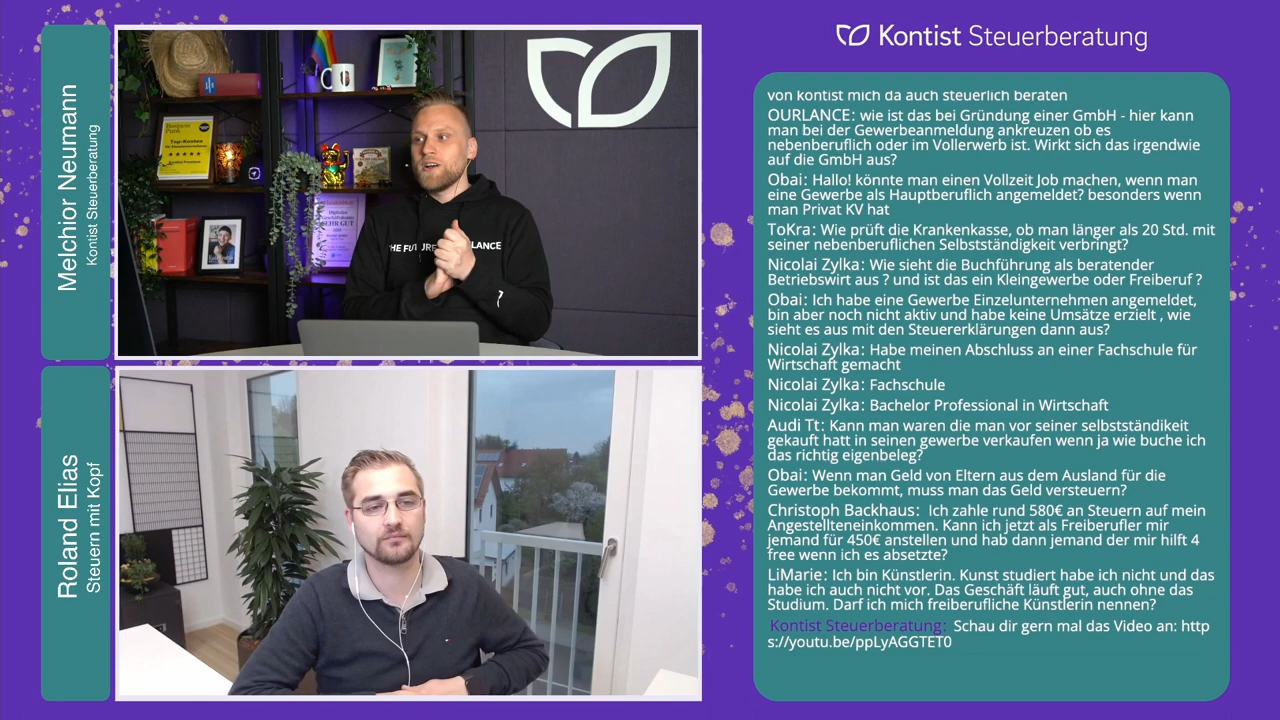 Melchior Neumann
Kontist Steuerberatung
Roland Elias
Steuern mit Kopf
Business Punk
Top-Konten
SEHR GUT
THE FUTURE LANCE
Kontist Steuerberatung
von kontist mich da auch steuerlich beraten
OURLANCE: wie ist das bei Gründung einer GmbH - hier kann
man bei der Gewerbeanmeldung ankreuzen ob es
nebenberuflich oder im Vollerwerb ist. Wirkt sich das irgendwie
auf die GmbH aus?
Obai: Hallo! könnte man einen Vollzeit Job machen, wenn man
eine Gewerbe als Hauptberuflich angemeldet? besonders wenn
man Privat KV hat
ToKra: Wie prüft die Krankenkasse, ob man länger als 20 Std. mit
seiner nebenberuflichen Selbstständigkeit verbringt?
Nicolai Zylka: Wie sieht die Buchführung als beratender
Betriebswirt aus ? und ist das ein Kleingewerbe oder Freiberuf ?
Obai: Ich habe eine Gewerbe Einzelunternehmen angemeldet,
bin aber noch nicht aktiv und habe keine Umsätze erzielt , wie
sieht es aus mit den Steuererklärungen dann aus?
Nicolai Zylka: Habe meinen Abschluss an einer Fachschule für
Wirtschaft gemacht
Nicolai Zylka: Fachschule
Nicolai Zylka: Bachelor Professional in Wirtschaft
Audi Tt: Kann man waren die man vor seiner selbstständikeit
gekauft hatt in seinen gewerbe verkaufen wenn ja wie buche ich
das richtig eigenbeleg?
Obai: Wenn man Geld von Eltern aus dem Ausland für die
Gewerbe bekommt, muss man das Geld versteuern?
Christoph Backhaus: Ich zahle rund 580€ an Steuern auf mein
Angestellteneinkommen. Kann ich jetzt als Freiberufler mir
jemand für 450€ anstellen und hab dann jemand der mir hilft 4
free wenn ich es absetzte?
LiMarie: Ich bin Künstlerin. Kunst studiert habe ich nicht und das
habe ich auch nicht vor. Das Geschäft läuft gut, auch ohne das
Studium. Darf ich mich freiberufliche Künstlerin nennen?
Kontist Steuerberatung: Schau dir gern mal das Video an: http
s://youtu.be/ppLyAGGTET0